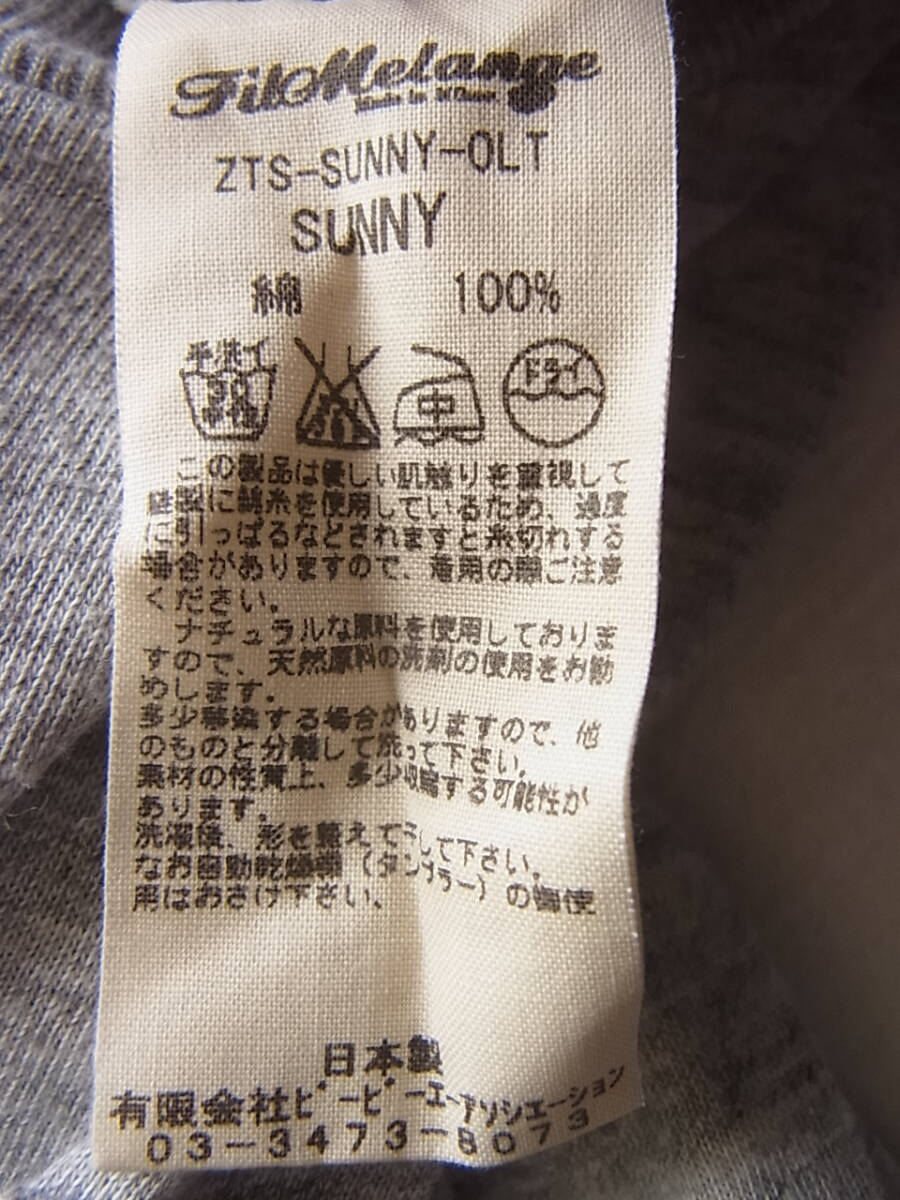 FilMelange
ZTS-SUNNY-OLT
SUNNY
綿 100%
手洗イ
30
中
ドライ
この製品は優しい肌触りを重視して
縫製に綿糸を使用しているため、過度
に引っぱるなどされますと糸切れする
場合がありますので、着用の際ご注意
ください。
ナチュラルな原料を使用しておりま
すので、天然原料の洗剤の使用をお勧
めします。
多少移染する場合がありますので、他
のものと分離して洗って下さい。
素材の性質上、多少収縮する可能性が
あります。
洗濯後、形を整えて干して下さい。
なお自動乾燥機（タンブラー）の御使
用はおさけ下さい、
日本製
有限会社ビーピーエーアソシエーション
03-3473-8073